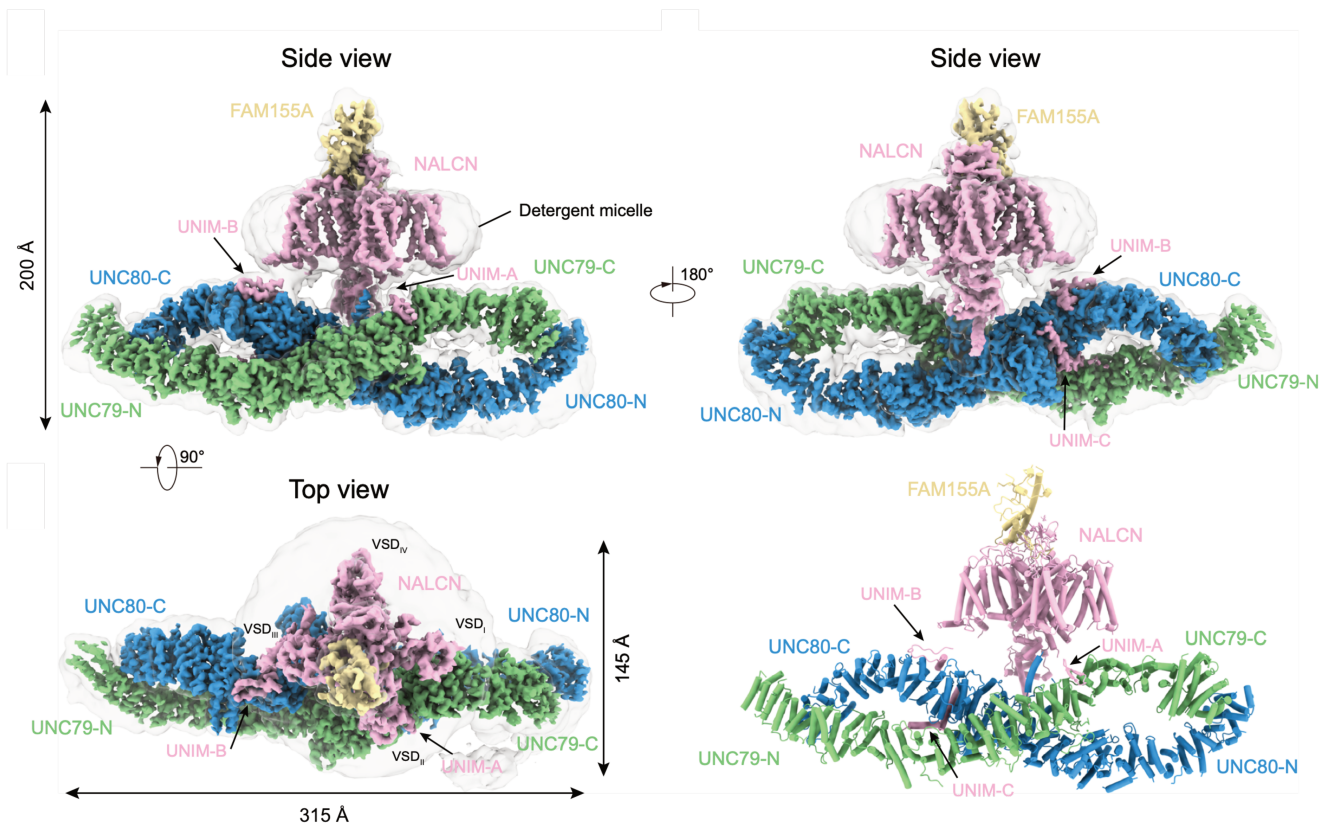 Side view
FAM155A
NALCN
Detergent micelle
UNIM-B
UNIM-A
UNC80-C
UNC79-C
200 Å
UNC79-N
UNC80-N
180°
Side view
FAM155A
NALCN
UNIM-B
UNC79-C
UNC80-C
UNC80-N
UNC79-N
UNIM-C
90°
Top view
VSDIV
NALCN
UNC80-C
UNC80-N
VSDIII
VSDI
145 Å
UNC79-N
UNIM-B
VSDII
UNIM-A
UNC79-C
315 Å
FAM155A
NALCN
UNIM-B
UNC80-C
UNIM-A
UNC79-C
UNC79-N
UNIM-C
UNC80-N